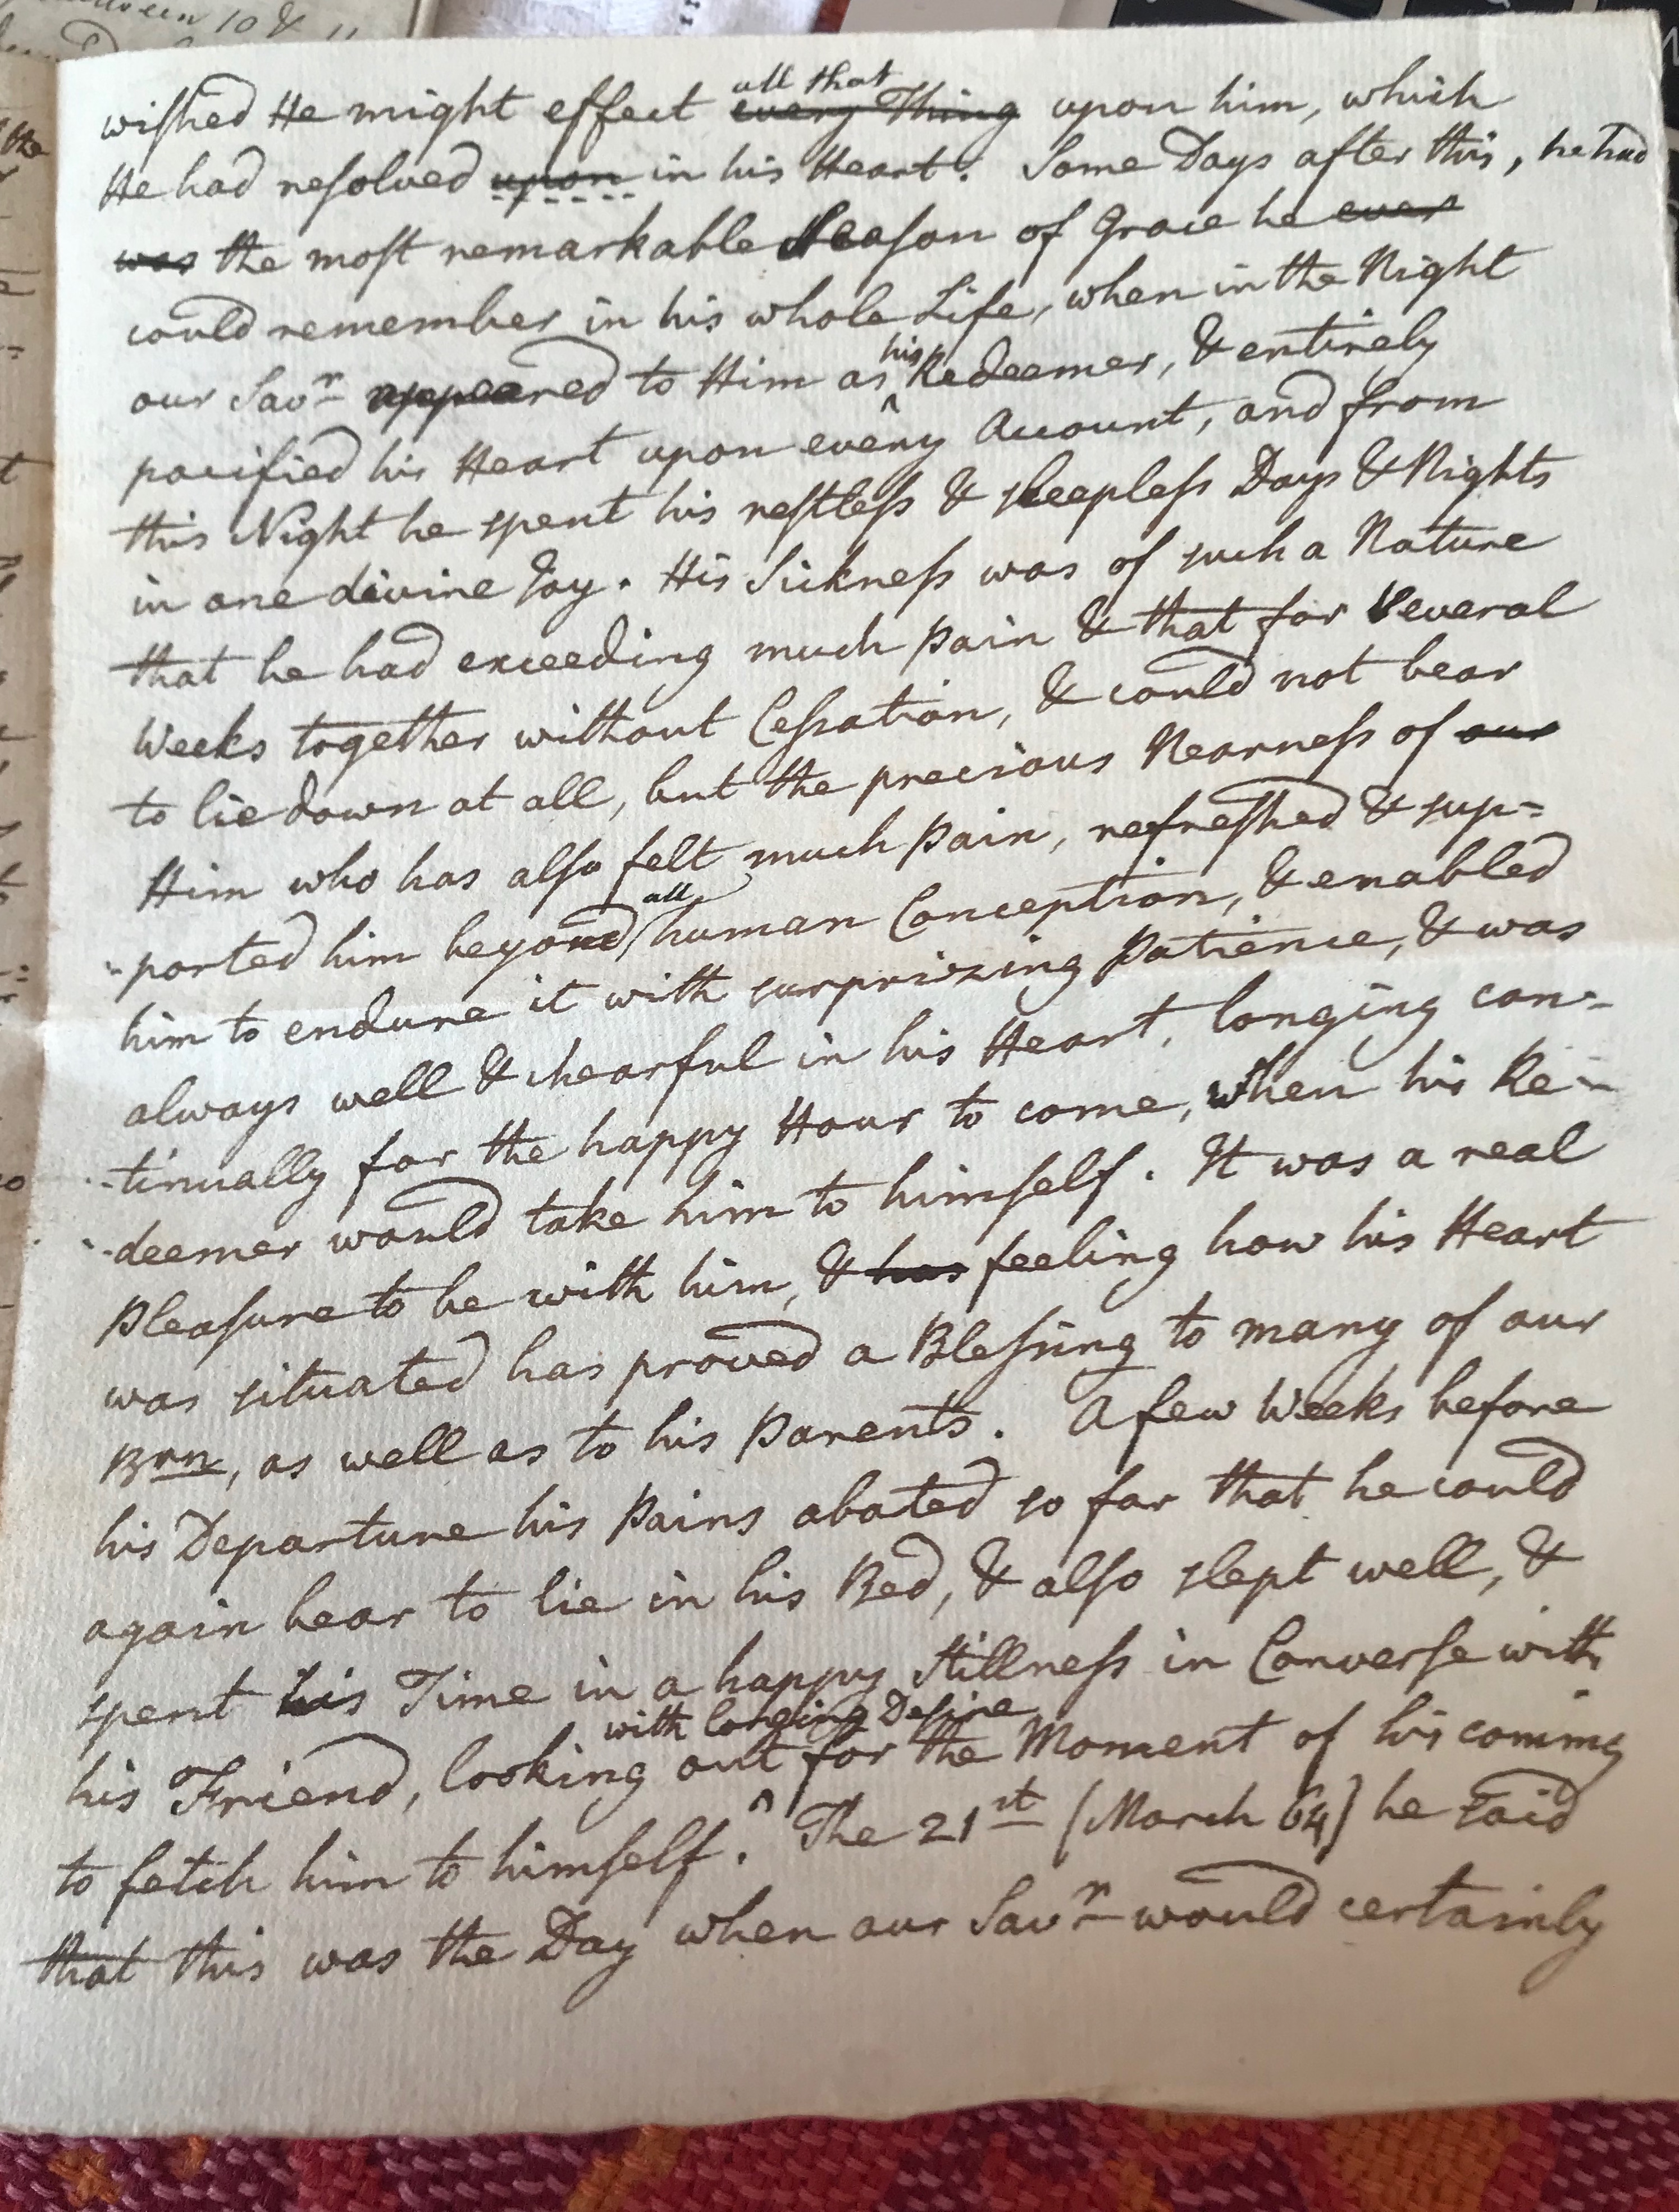 wished He might effect ~~every Thing~~ all that upon him, which
He had resolved ~~upon~~ in his Heart. Some Days after this, he had
~~was~~ the most remarkable Season of Grace he ~~ever~~
could remember in his whole Life, when in the Night
our Savr appeared to Him as his Redeemer, & entirely
pacified his Heart upon every Account, and from
this Night he spent his restless & sleepless Days & Nights
in one divine Joy. His Sickness was of such a Nature
that he had exceeding much Pain & that for several
Weeks together without Cessation, & could not bear
to lie down at all, but the precious Nearness of ~~our~~
Him who has also felt much Pain, refreshed & sup=
=ported him beyond all human Conception, & enabled
him to endure it with surprizing Patience, & was
always well & chearful in his Heart, longing con=
=tinually for the happy Hour to come, when his Re=
=deemer would take him to himself. It was a real
Pleasure to be with him, & ~~has~~ feeling how his Heart
was situated has proved a Blessing to many of our
Brn, as well as to his Parents. A few Weeks before
his Departure his Pains abated so far that he could
again bear to lie in his Bed, & also slept well, &
spent his Time in a happy Stillness in Converse with
his Friend, looking out with longing Desire for the Moment of his coming
to fetch him to himself. The 21st (March 64) he said
that this was the Day when our Savr would certainly